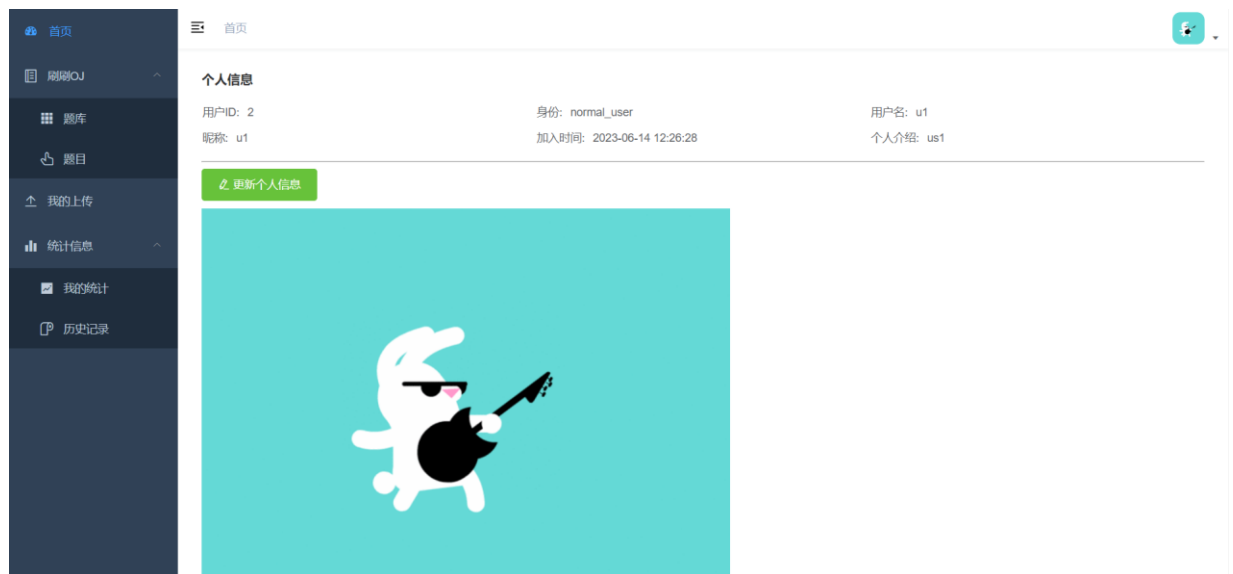 首页
刷刷OJ
题库
题目
我的上传
统计信息
我的统计
历史记录
首页
个人信息
用户ID: 2 身份: normal_user 用户名: u1
昵称: u1 加入时间: 2023-06-14 12:26:28 个人介绍: us1
更新个人信息